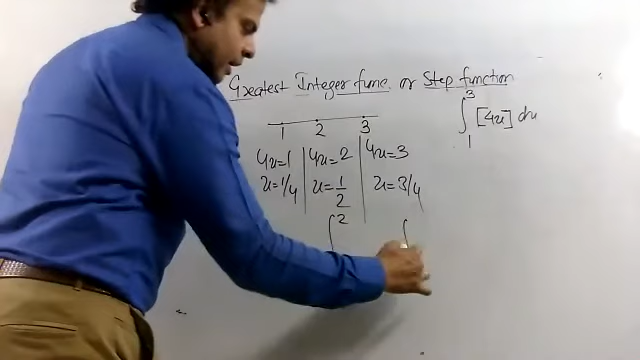 Greatest Integer func. or Step function
∫₁³ [4x] dx
1 2 3
4x=1 | 4x=2 | 4x=3
x=1/4 | x=1/2 | x=3/4
∫² ∫